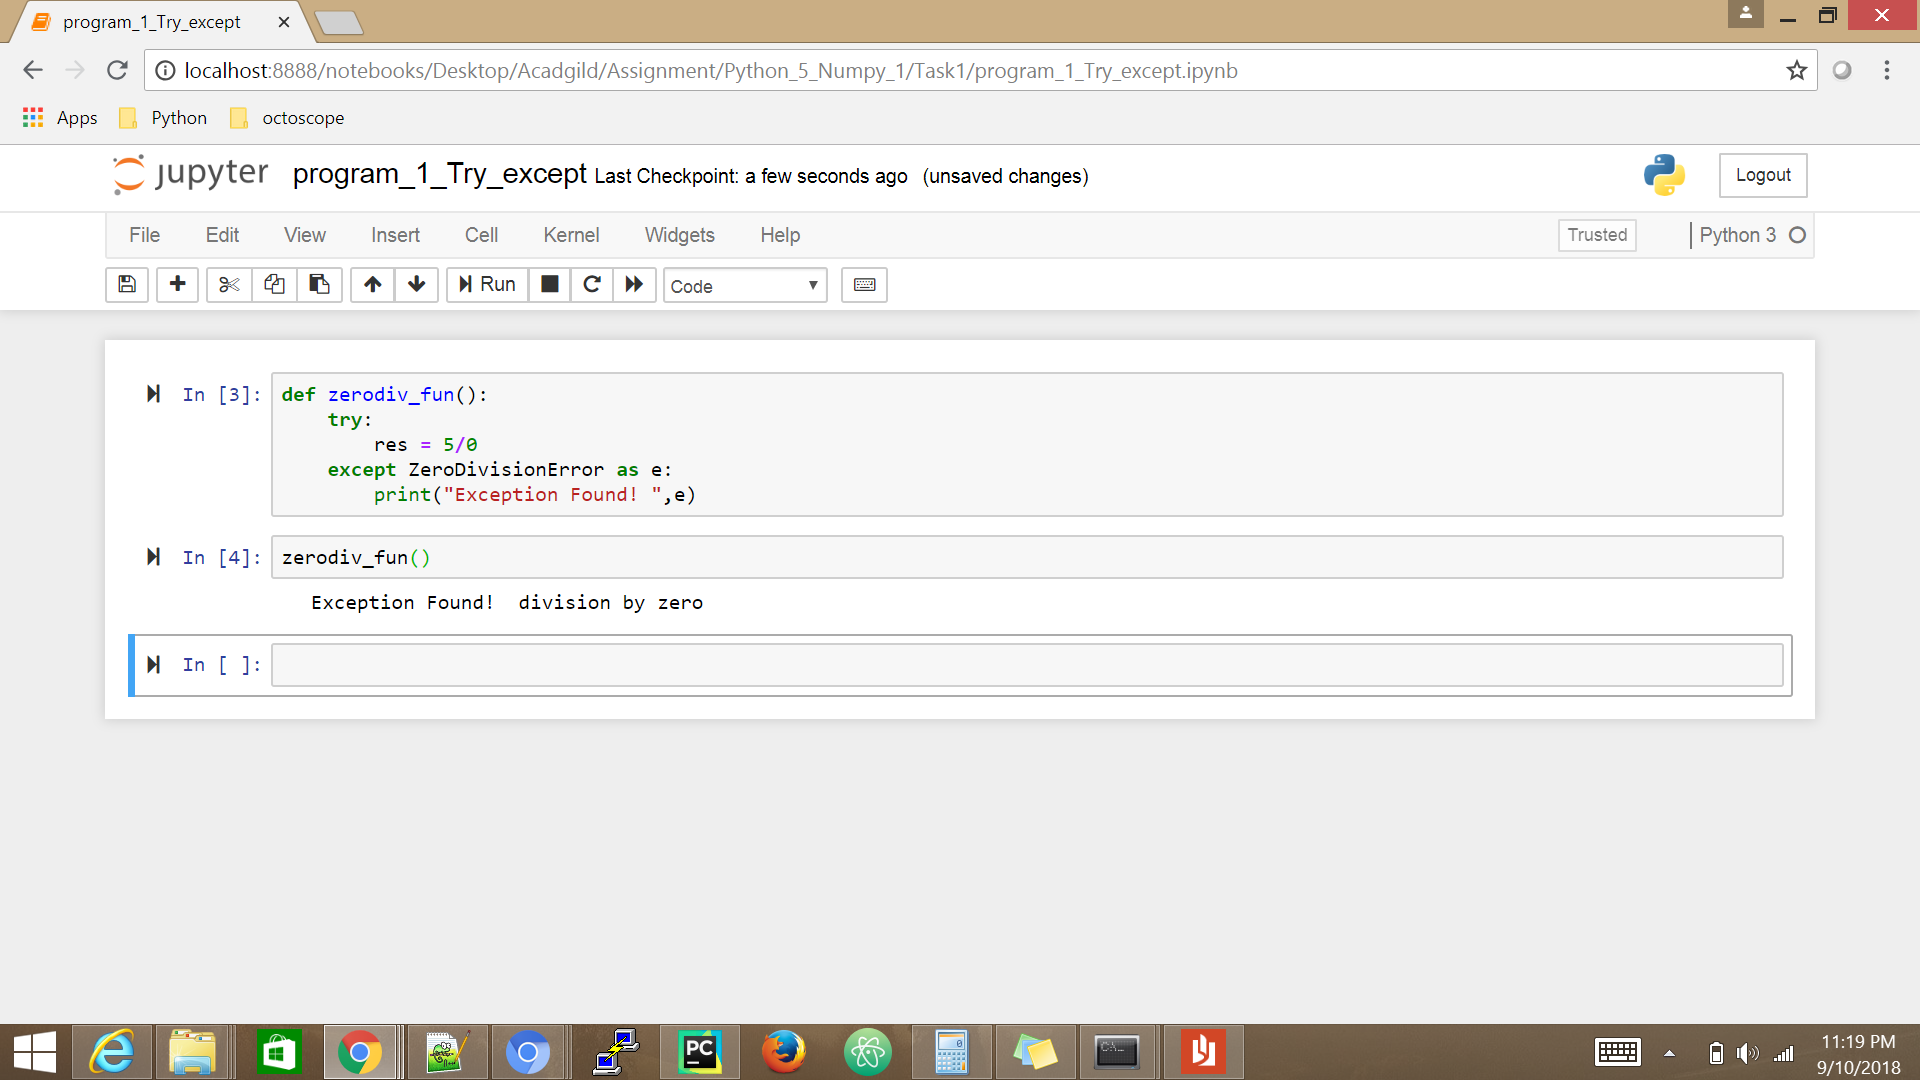 program_1_Try_except
localhost:8888/notebooks/Desktop/Acadgild/Assignment/Python_5_Numpy_1/Task1/program_1_Try_except.ipynb
Apps Python octoscope
jupyter program_1_Try_except Last Checkpoint: a few seconds ago (unsaved changes) Logout
File Edit View Insert Cell Kernel Widgets Help Trusted Python 3
Run Code
In [3]: def zerodiv_fun():
try:
res = 5/0
except ZeroDivisionError as e:
print("Exception Found! ",e)
In [4]: zerodiv_fun()
Exception Found!  division by zero
In [ ]:
PC
11:19 PM
9/10/2018